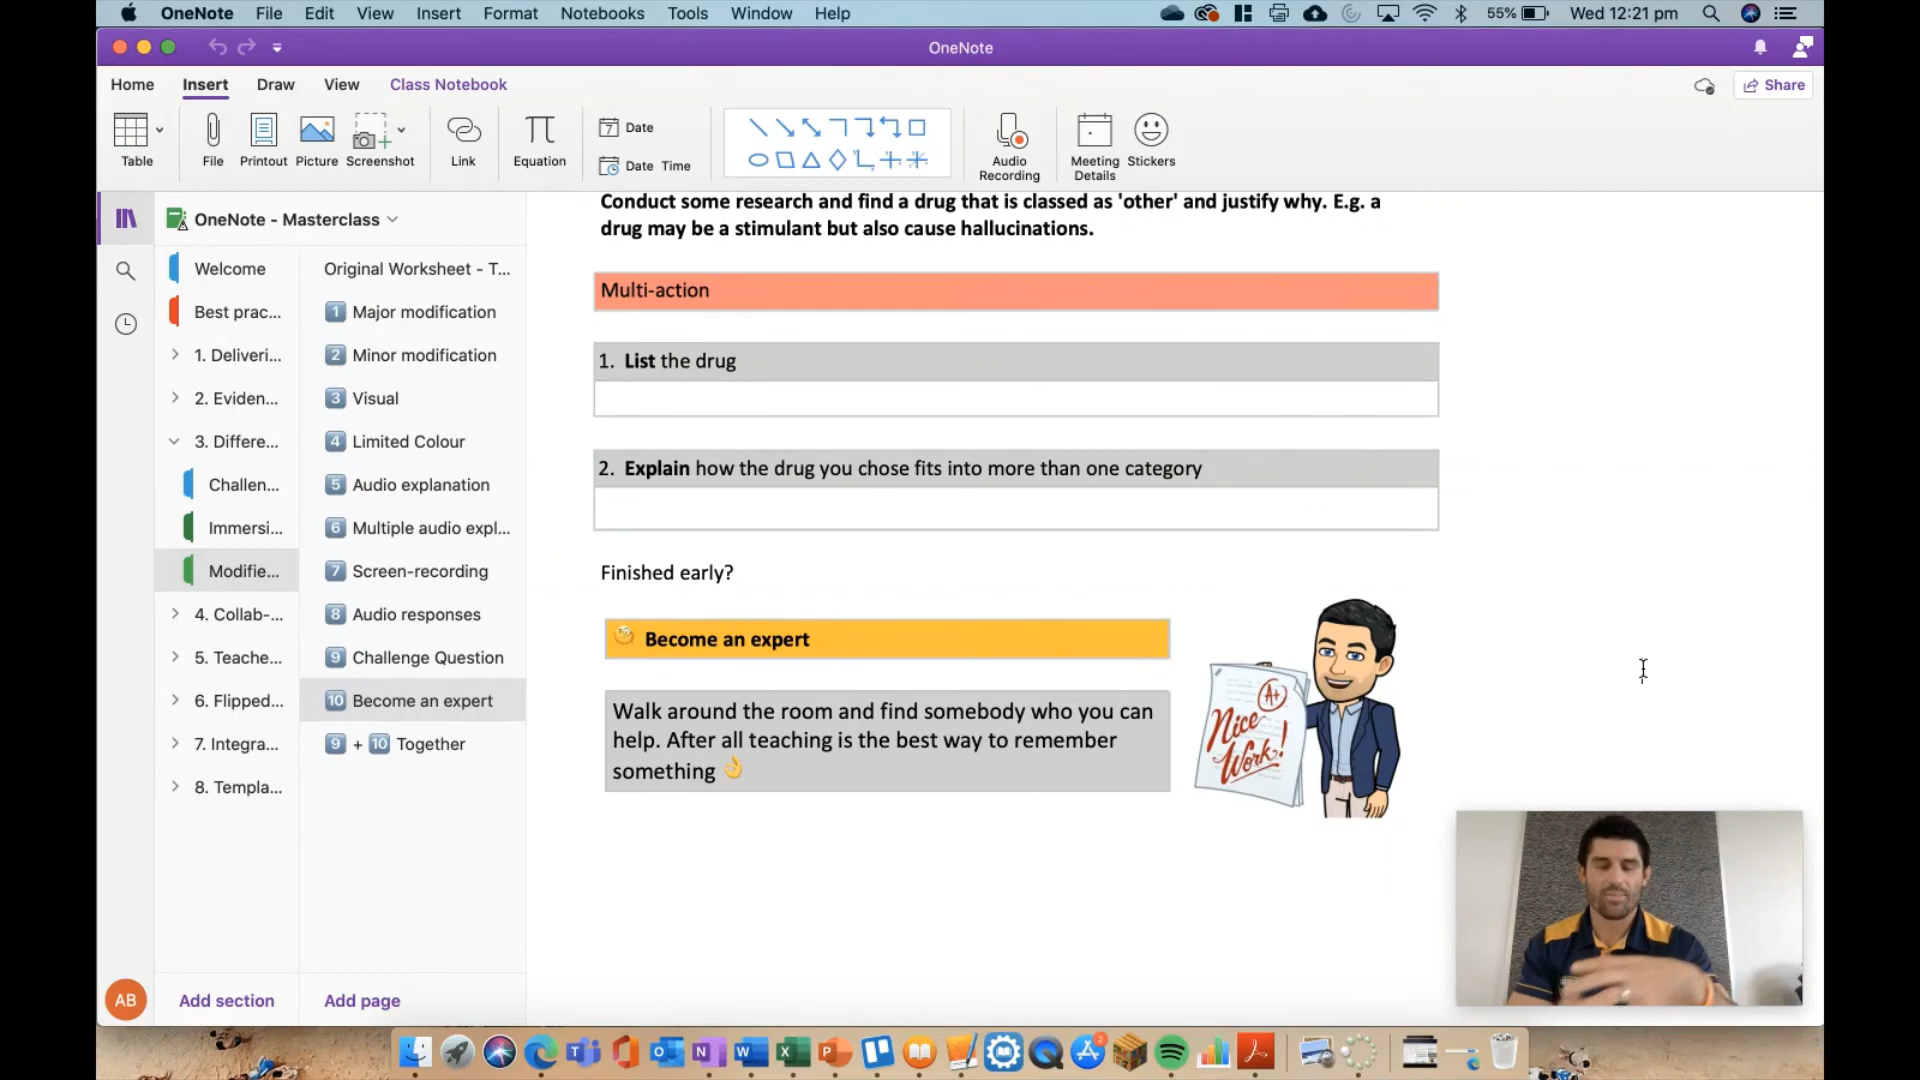 OneNote File Edit View Insert Format Notebooks Tools Window Help 55% Wed 12:21 pm
OneNote
Home Insert Draw View Class Notebook Share
Table File Printout Picture Screenshot Link Equation 7 Date Date Time Audio Recording Meeting Details Stickers
OneNote - Masterclass
Welcome
Best prac...
1. Deliveri...
2. Eviden...
3. Differe...
Challen...
Immersi...
Modifie...
4. Collab-...
5. Teache...
6. Flipped...
7. Integra...
8. Templa...
Add section
Original Worksheet - T...
1 Major modification
2 Minor modification
3 Visual
4 Limited Colour
5 Audio explanation
6 Multiple audio expl...
7 Screen-recording
8 Audio responses
9 Challenge Question
10 Become an expert
9 + 10 Together
Add page
AB
Conduct some research and find a drug that is classed as 'other' and justify why. E.g. a
drug may be a stimulant but also cause hallucinations.
Multi-action
1. List the drug
2. Explain how the drug you chose fits into more than one category
Finished early?
Become an expert
Walk around the room and find somebody who you can
help. After all teaching is the best way to remember
something
A+
Nice
Work!